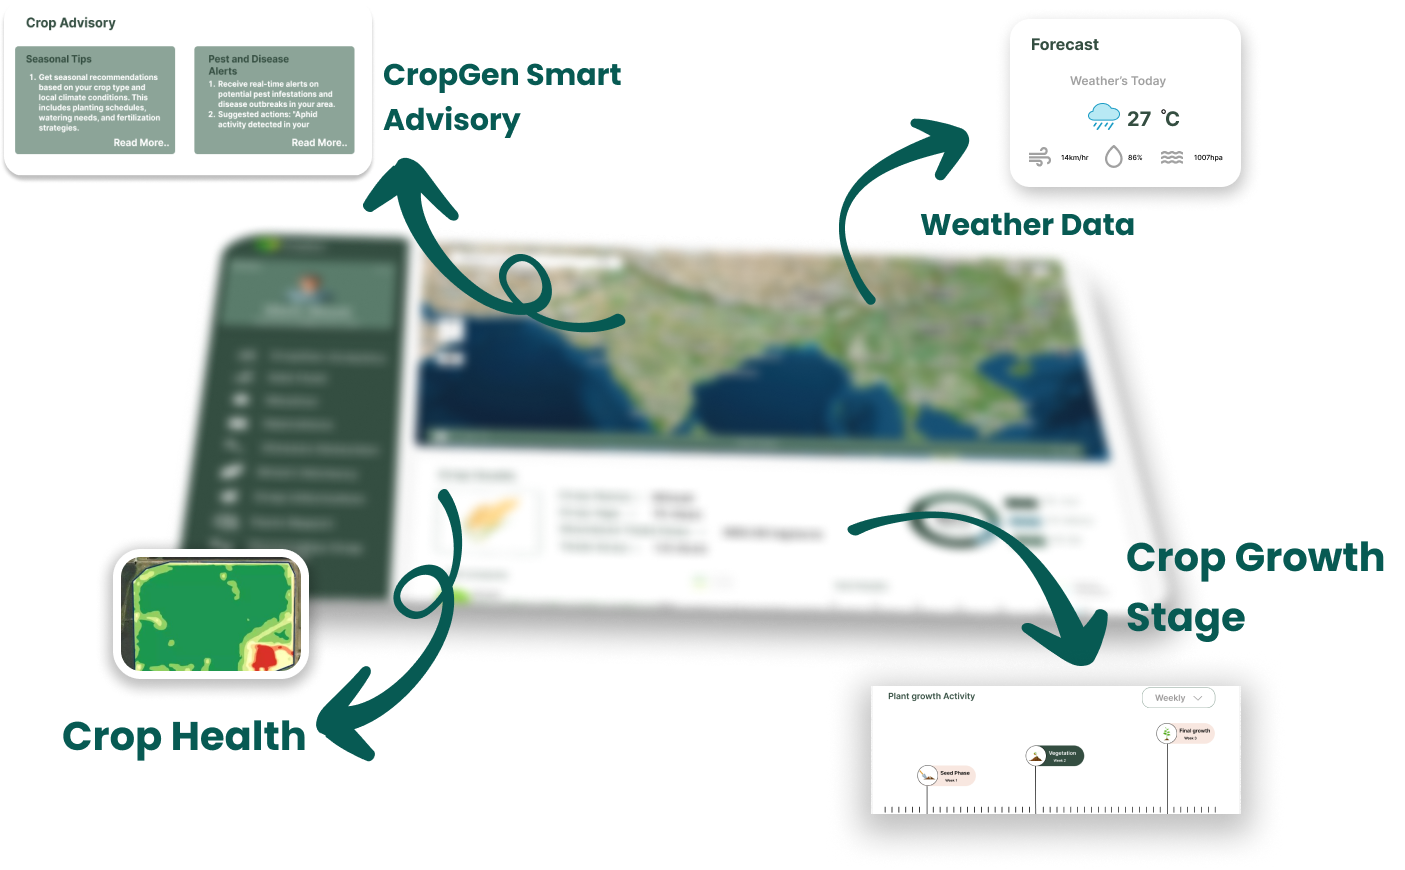 Crop Advisory
Seasonal Tips
1. Get seasonal recommendations
based on your crop type and
local climate conditions. This
includes planting schedules,
watering needs, and fertilization
strategies.
Read More..
Pest and Disease
Alerts
1. Receive real-time alerts on
potential pest infestations and
disease outbreaks in your area.
2. Suggested actions: "Aphid
activity detected in your
Read More..
CropGen Smart
Advisory
Forecast
Weather's Today
27 °C
14km/hr
86%
1007hpa
Weather Data
Crop Growth
Stage
Crop Health
Plant growth Activity
Weekly
Final growth
Week 3
Vegetation
Week 2
Seed Phase
Week 1